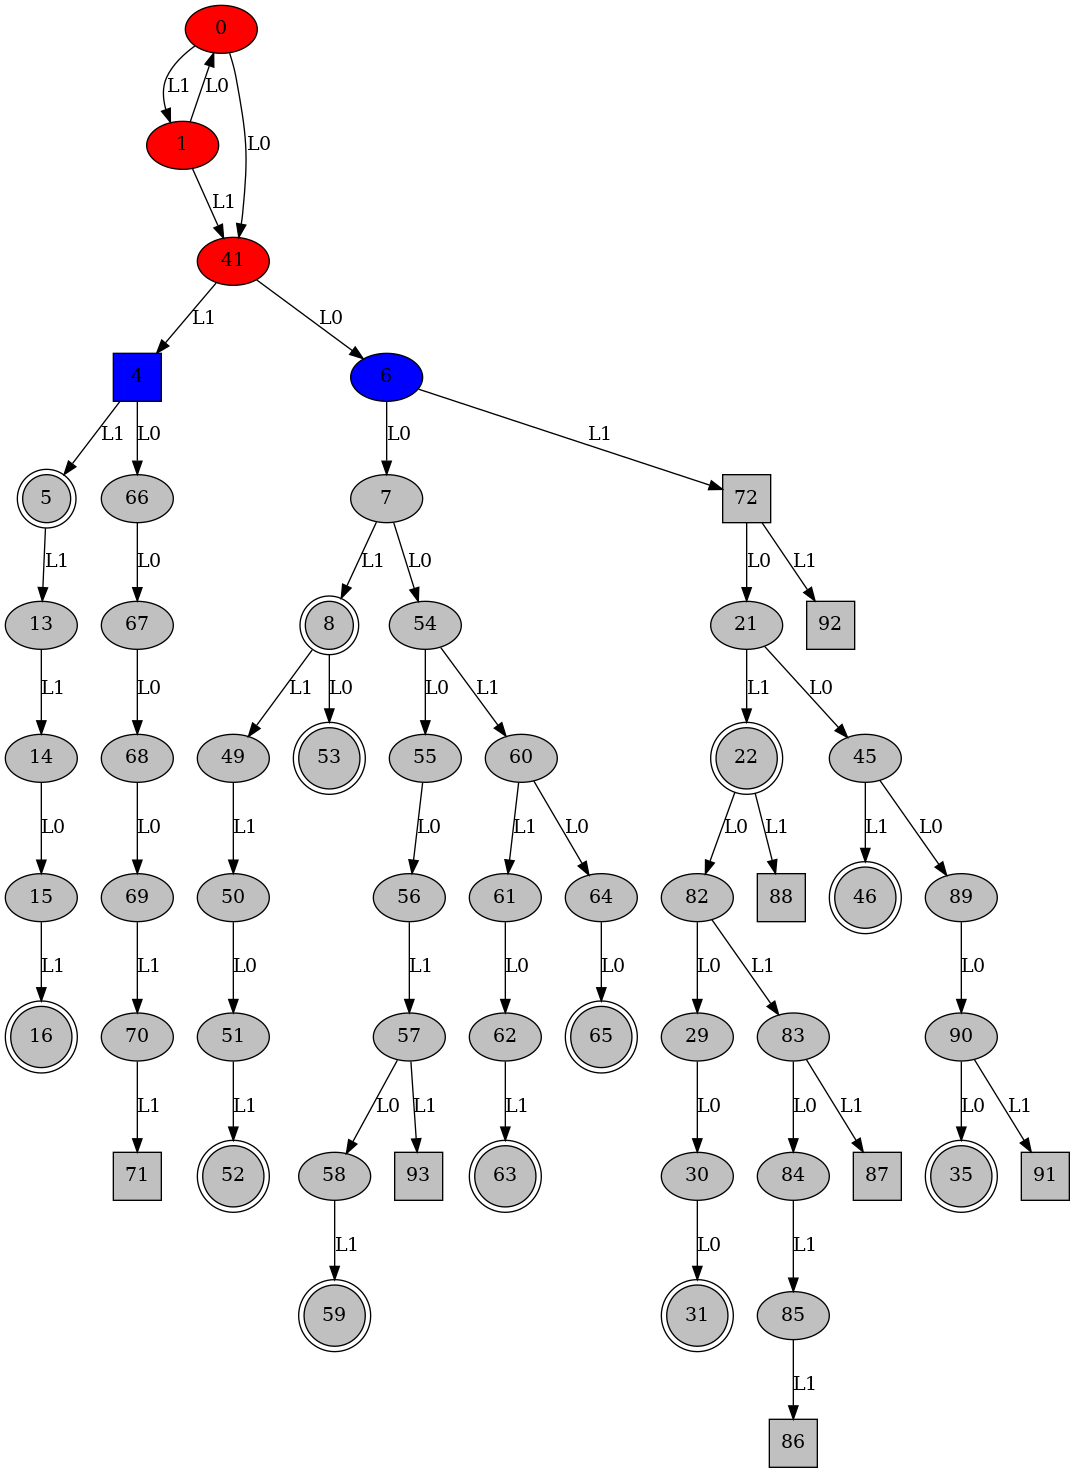 0
L1 L0
1 L0
L1
41
L1 L0
4 6
L1 L0 L0 L1
5 66 7 72
L1 L0 L1 L0 L0 L1
13 67 8 54 21 92
L1 L0 L1 L0 L0 L1 L1 L0
14 68 49 53 55 60 22 45
L0 L0 L1 L0 L1 L0 L0 L1 L1 L0
15 69 50 56 61 64 82 88 46 89
L1 L1 L0 L1 L0 L0 L0 L1 L0
16 70 51 57 62 65 29 83 90
L1 L1 L0 L1 L1 L0 L0 L1 L0 L1
71 52 58 93 63 30 84 87 35 91
L1 L0 L1
59 31 85
L1
86